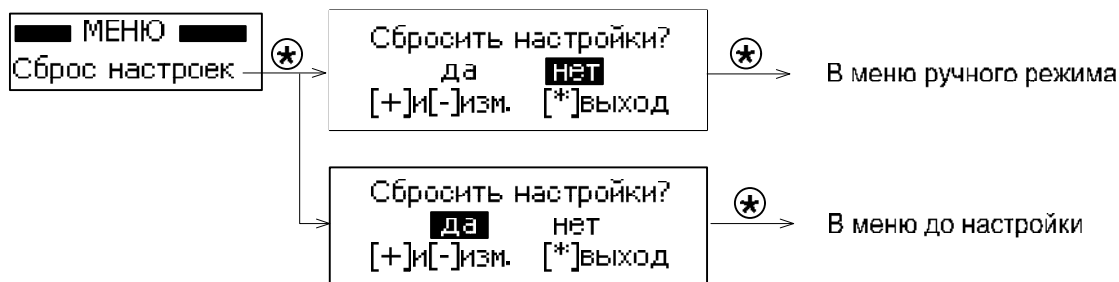 МЕНЮ
Сброс настроек
Сбросить настройки?
да нет
[+]и[-]изм. [*]выход
В меню ручного режима
Сбросить настройки?
да нет
[+]и[-]изм. [*]выход
В меню до настройки